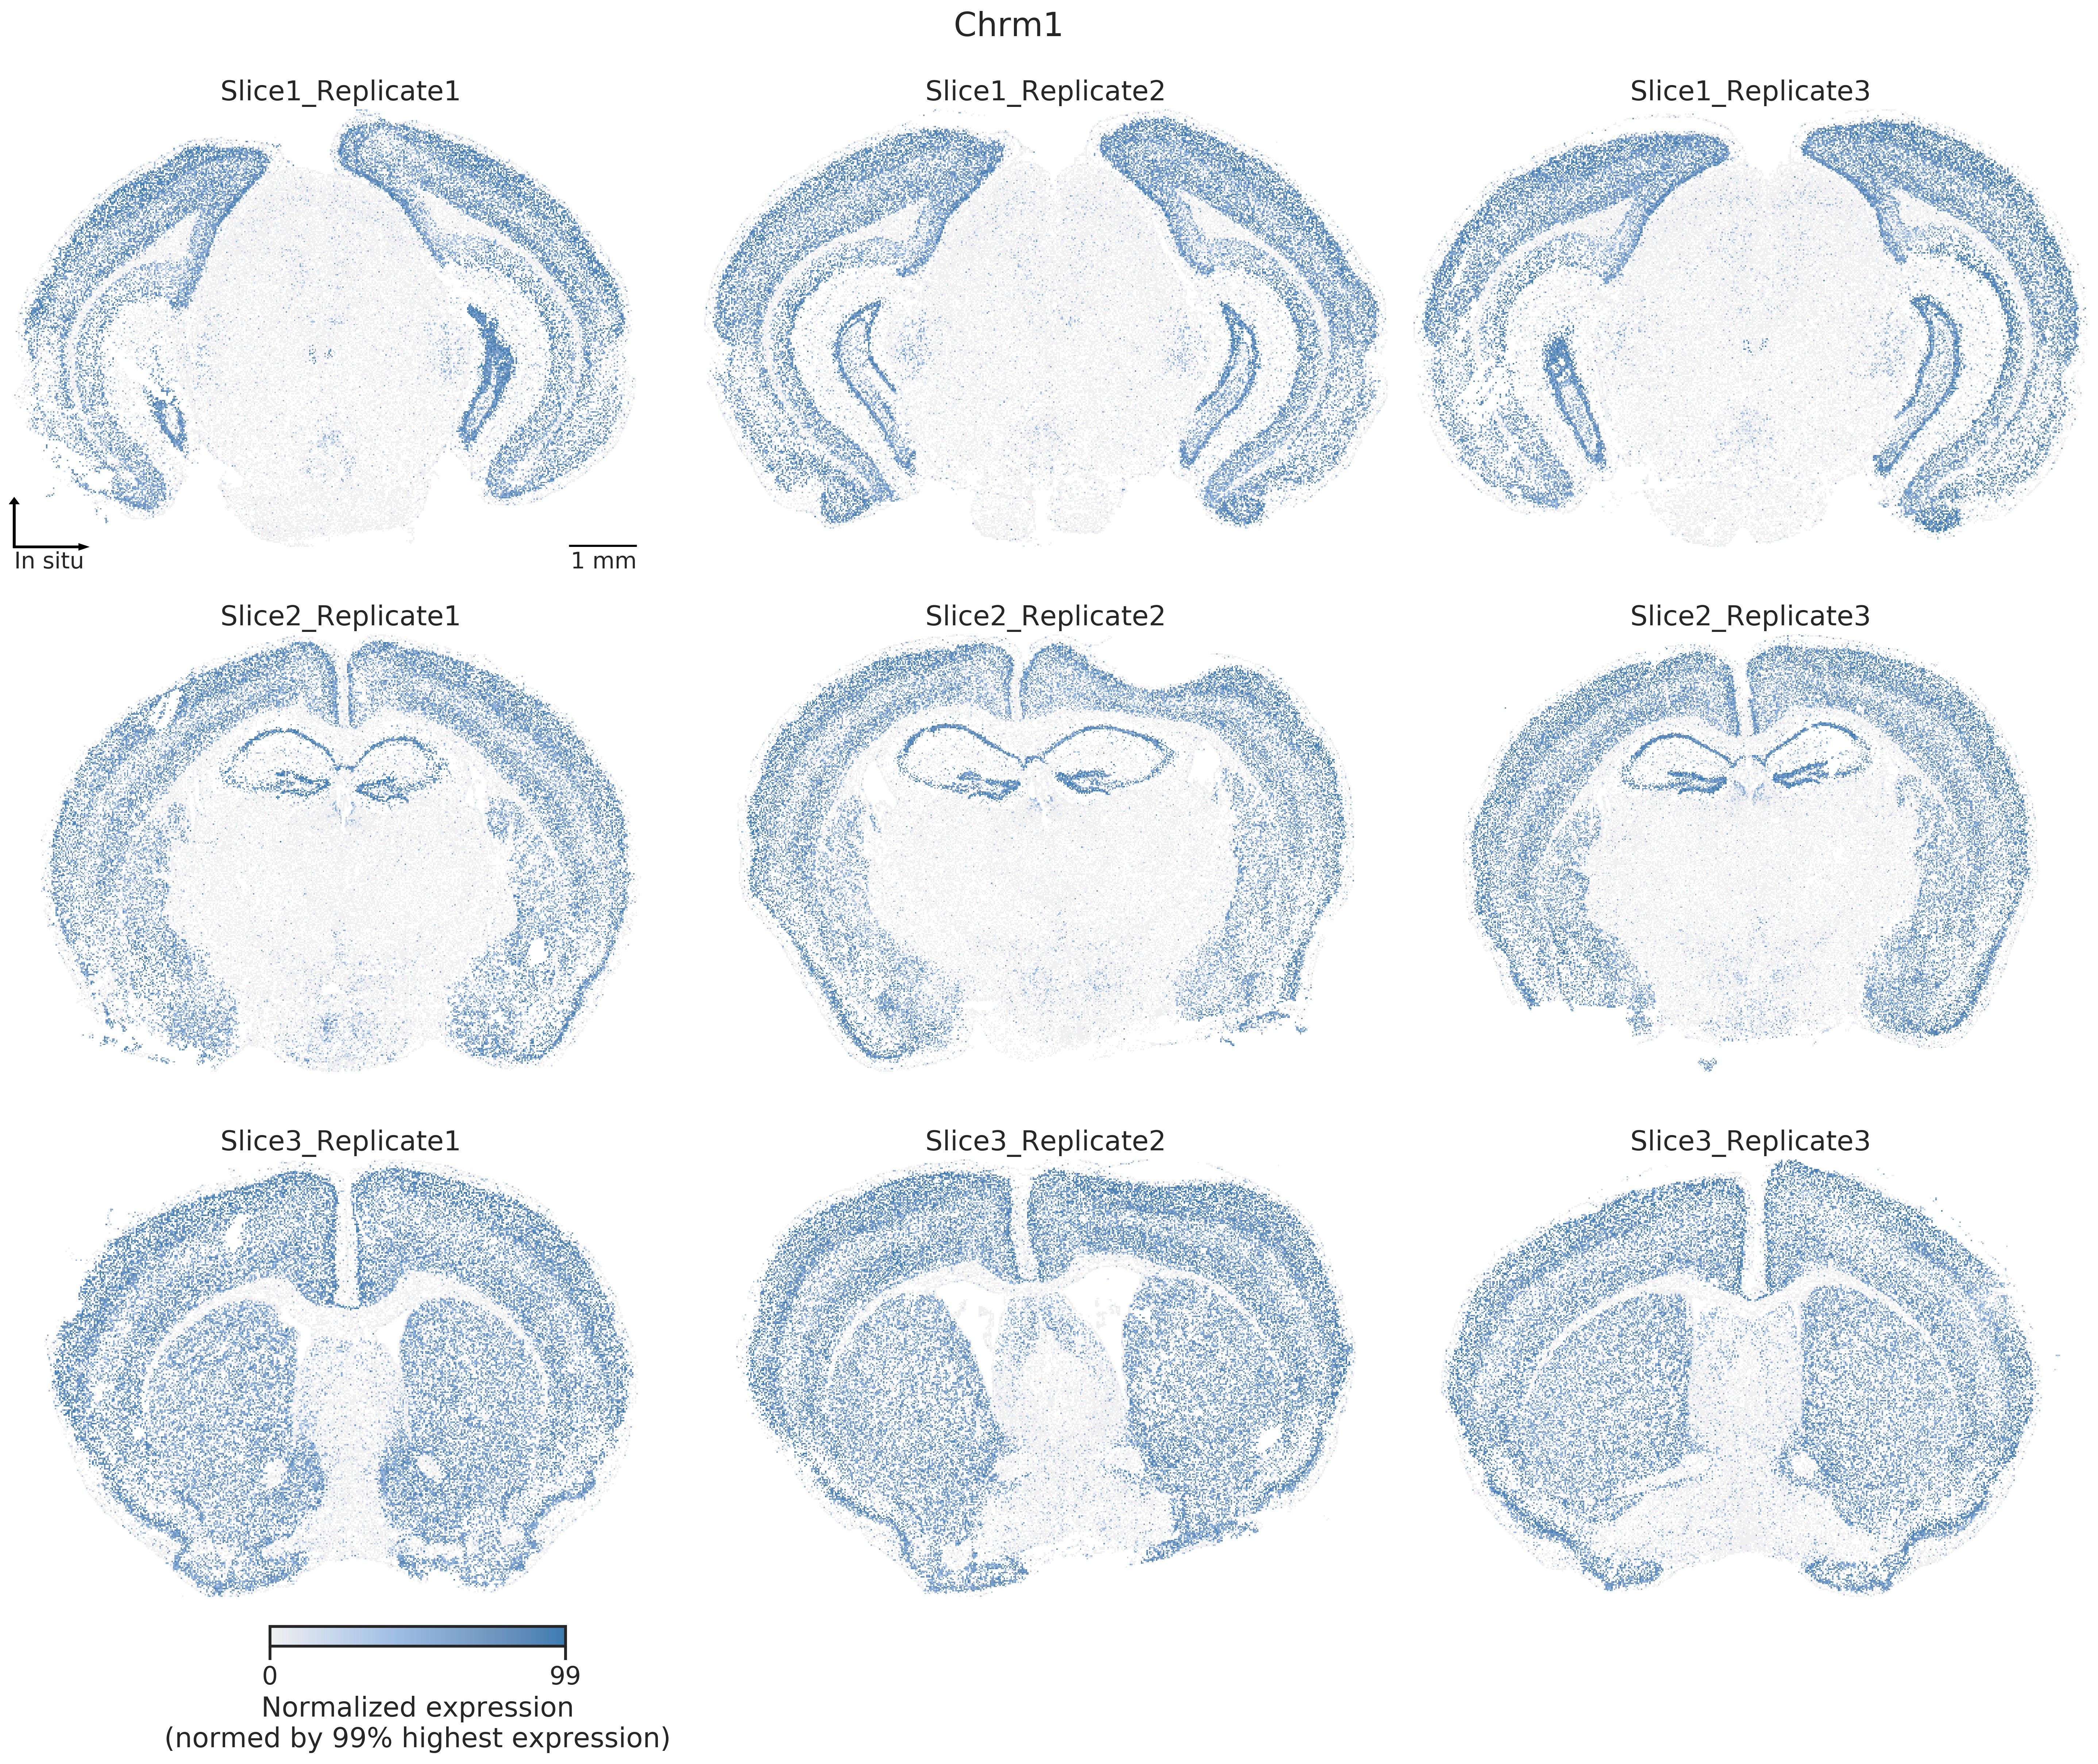 Chrm1
Slice1_Replicate1
Slice1_Replicate2
Slice1_Replicate3
In situ
1 mm
Slice2_Replicate1
Slice2_Replicate2
Slice2_Replicate3
Slice3_Replicate1
Slice3_Replicate2
Slice3_Replicate3
0
99
Normalized expression
(normed by 99% highest expression)